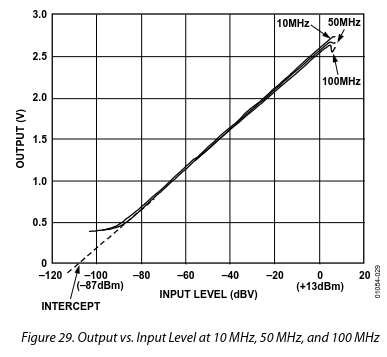 3.0
2.5
2.0
1.5
1.0
0.5
0
OUTPUT (V)
10MHz
50MHz
100MHz
–120 –100 –80 –60 –40 –20 0 20
(–87dBm) (+13dBm)
INPUT LEVEL (dBV)
INTERCEPT
01084-029
Figure 29. Output vs. Input Level at 10 MHz, 50 MHz, and 100 MHz